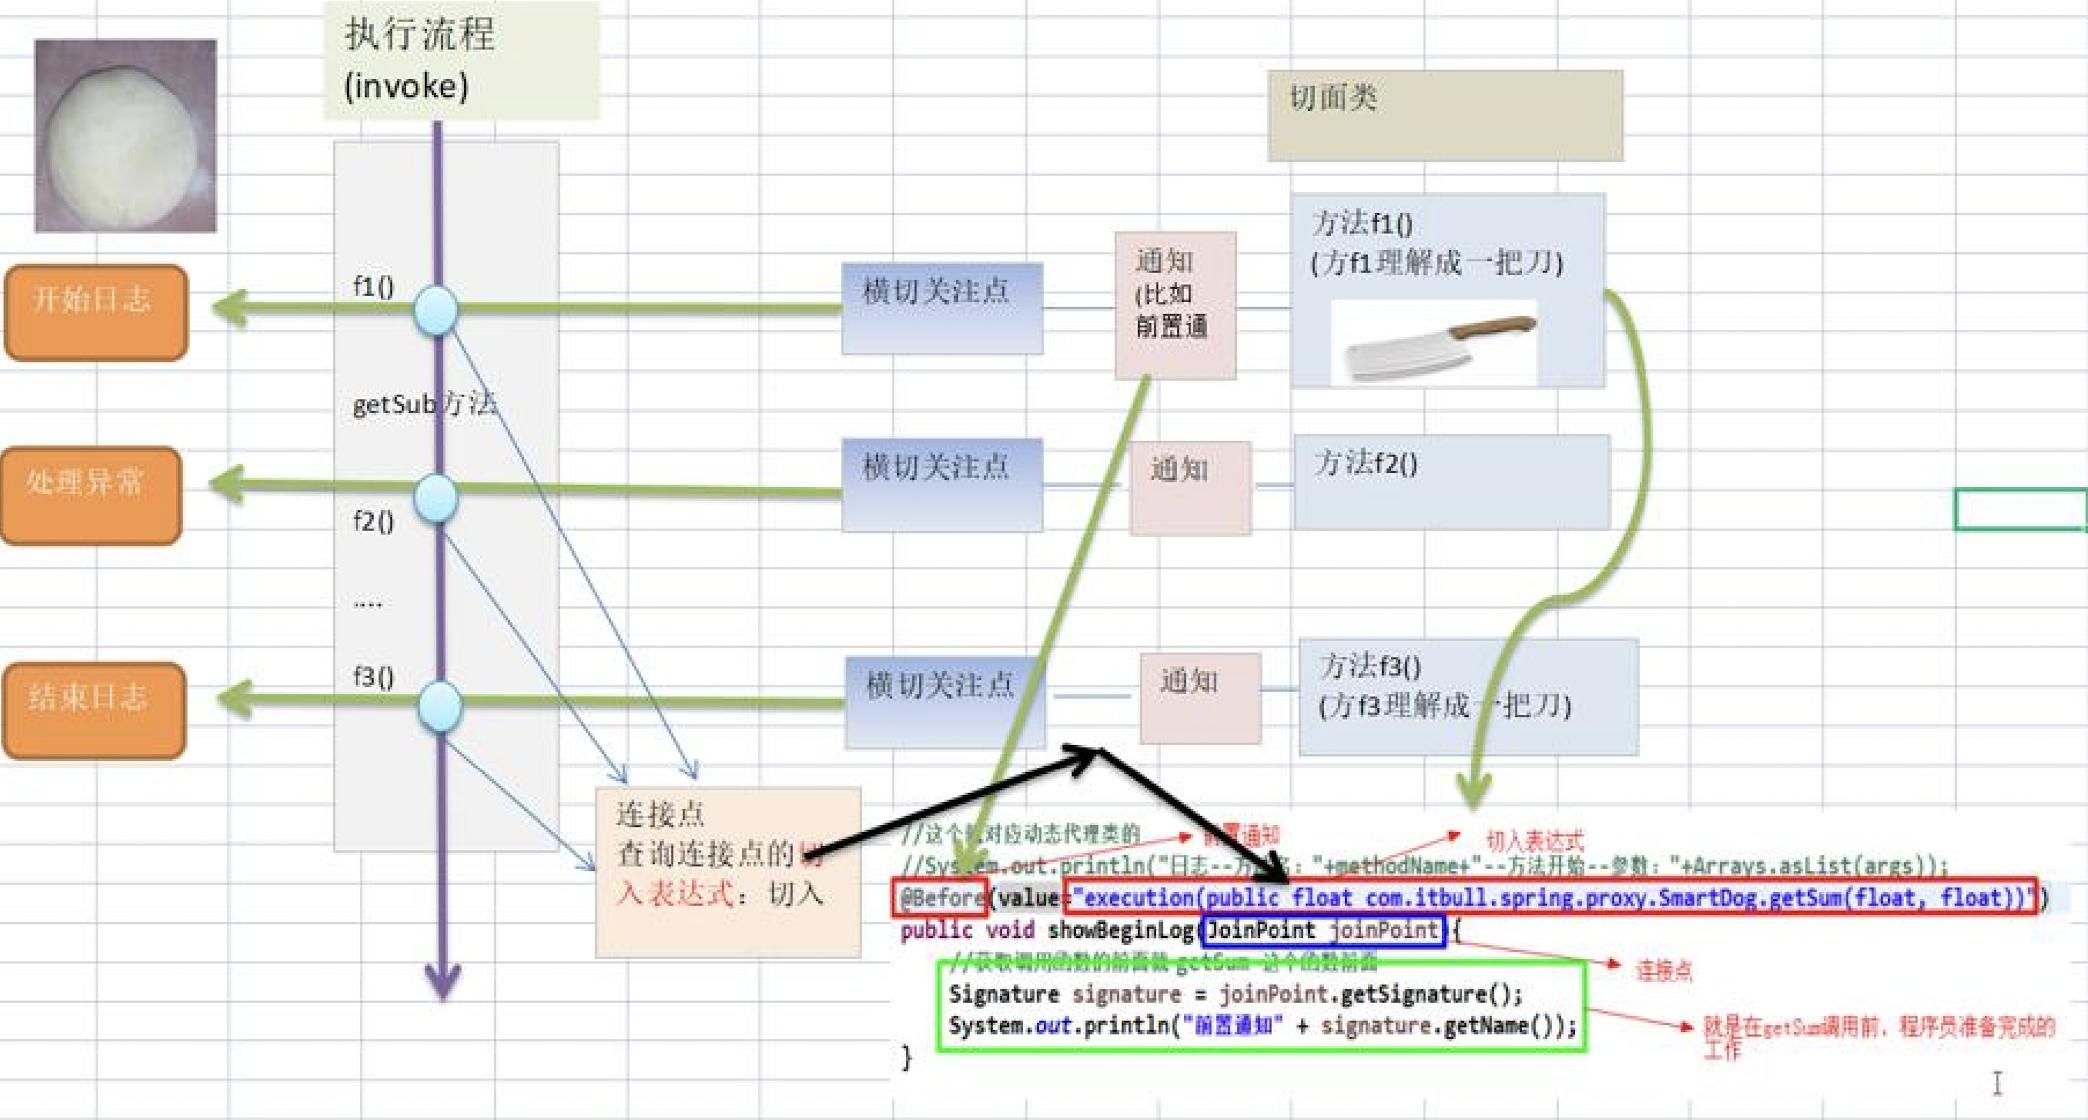 执行流程
(invoke)
切面类
开始日志
f1()
横切关注点
通知
(比如
前置通
方法f1()
(方f1理解成一把刀)
getSub方法
处理异常
f2()
横切关注点
通知
方法f2()
....
结束日志
f3()
横切关注点
通知
方法f3()
(方f3理解成一把刀)
连接点
查询连接点的切
入表达式：切入
//这个 对应动态代理类的
前置通知
切入表达式
//System.out.println("日志--方法名："+methodName+"--方法开始--参数："+Arrays.asList(args));
@Before(value="execution(public float com.itbull.spring.proxy.SmartDog.getSum(float, float))")
public void showBeginLog(JoinPoint joinPoint){
连接点
//获取调用函数的前面就 getSum 这个函数前面
Signature signature = joinPoint.getSignature();
System.out.println("前置通知" + signature.getName());
就是在getSum调用前，程序员准备完成的
工作
}